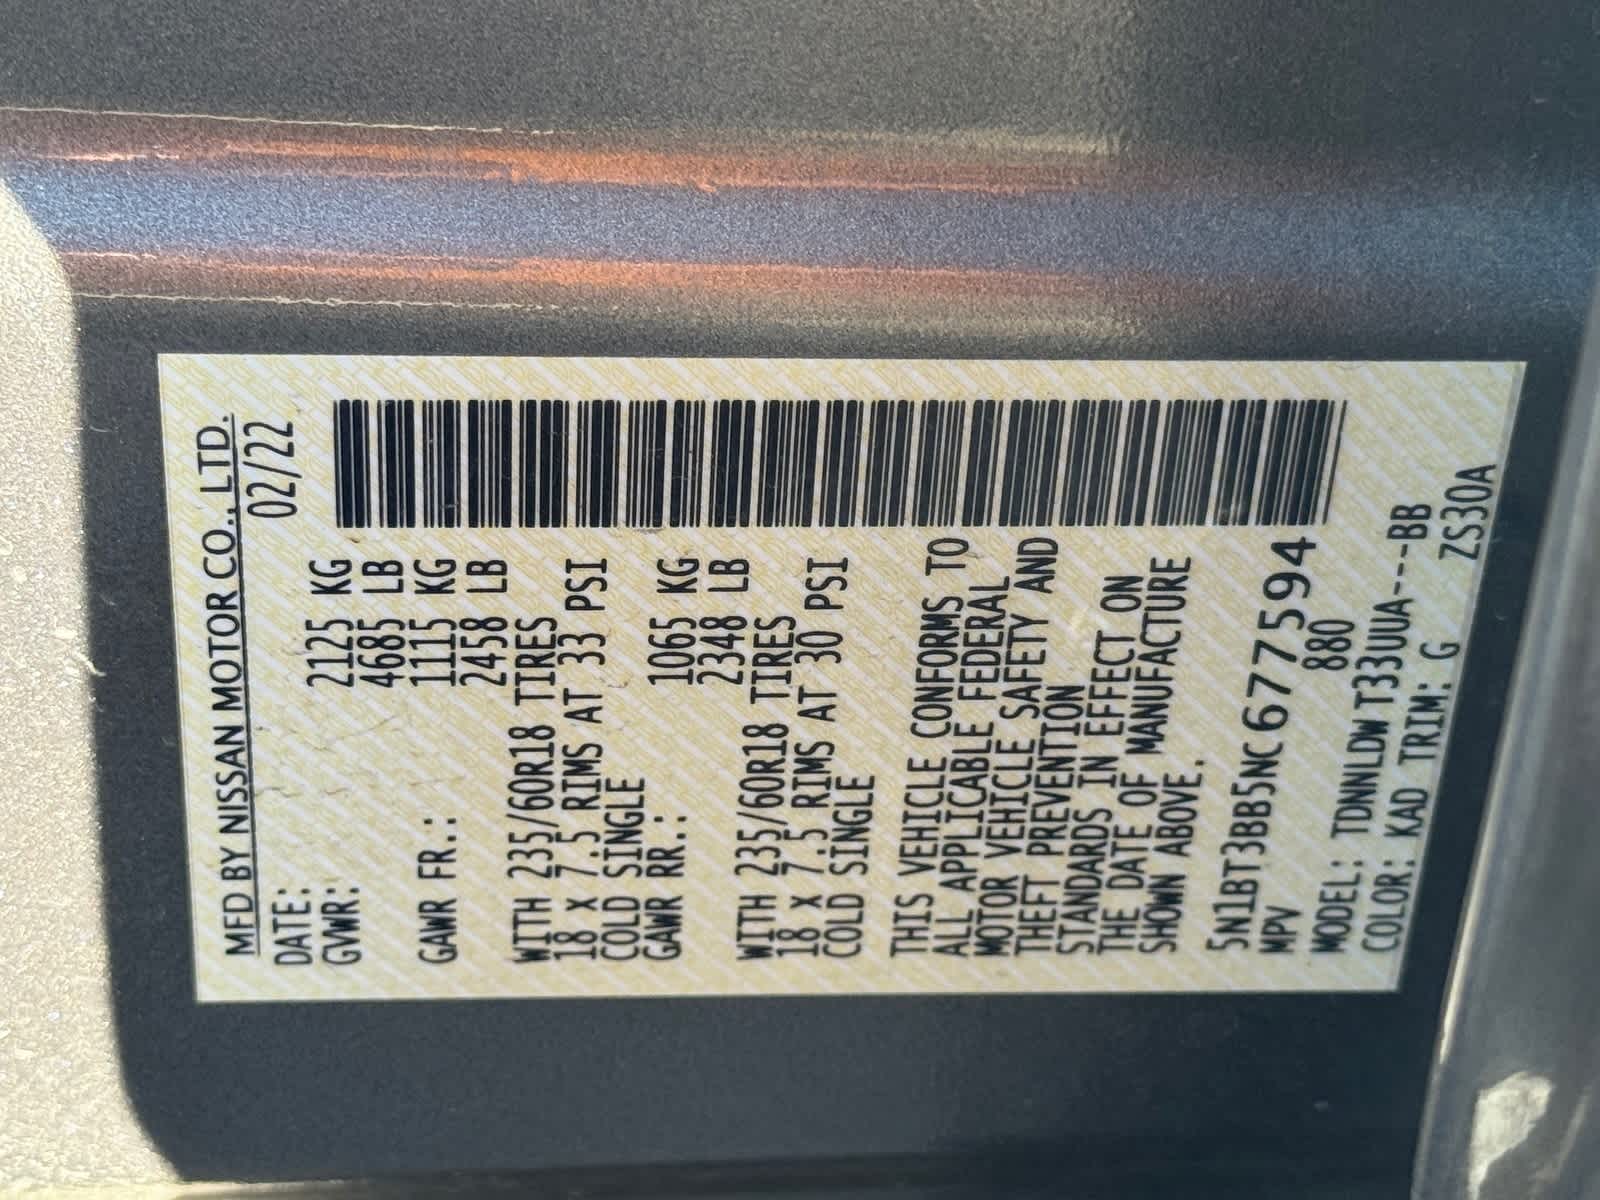 MFD BY NISSAN MOTOR CO., LTD.
DATE: 02/22
GVWR: 2125 KG
4685 LB
GAWR FR.: 1115 KG
2458 LB
WITH 235/60R18 TIRES
18 X 7.5 RIMS AT 33 PSI
COLD SINGLE
GAWR RR.: 1065 KG
2348 LB
WITH 235/60R18 TIRES
18 X 7.5 RIMS AT 30 PSI
COLD SINGLE
THIS VEHICLE CONFORMS TO
ALL APPLICABLE FEDERAL
MOTOR VEHICLE SAFETY AND
THEFT PREVENTION
STANDARDS IN EFFECT ON
THE DATE OF MANUFACTURE
SHOWN ABOVE.
5N1BT3BB5NC677594
MPV 880
MODEL: TDNNLDW T33UUA---BB
COLOR: KAD TRIM: G ZS30A